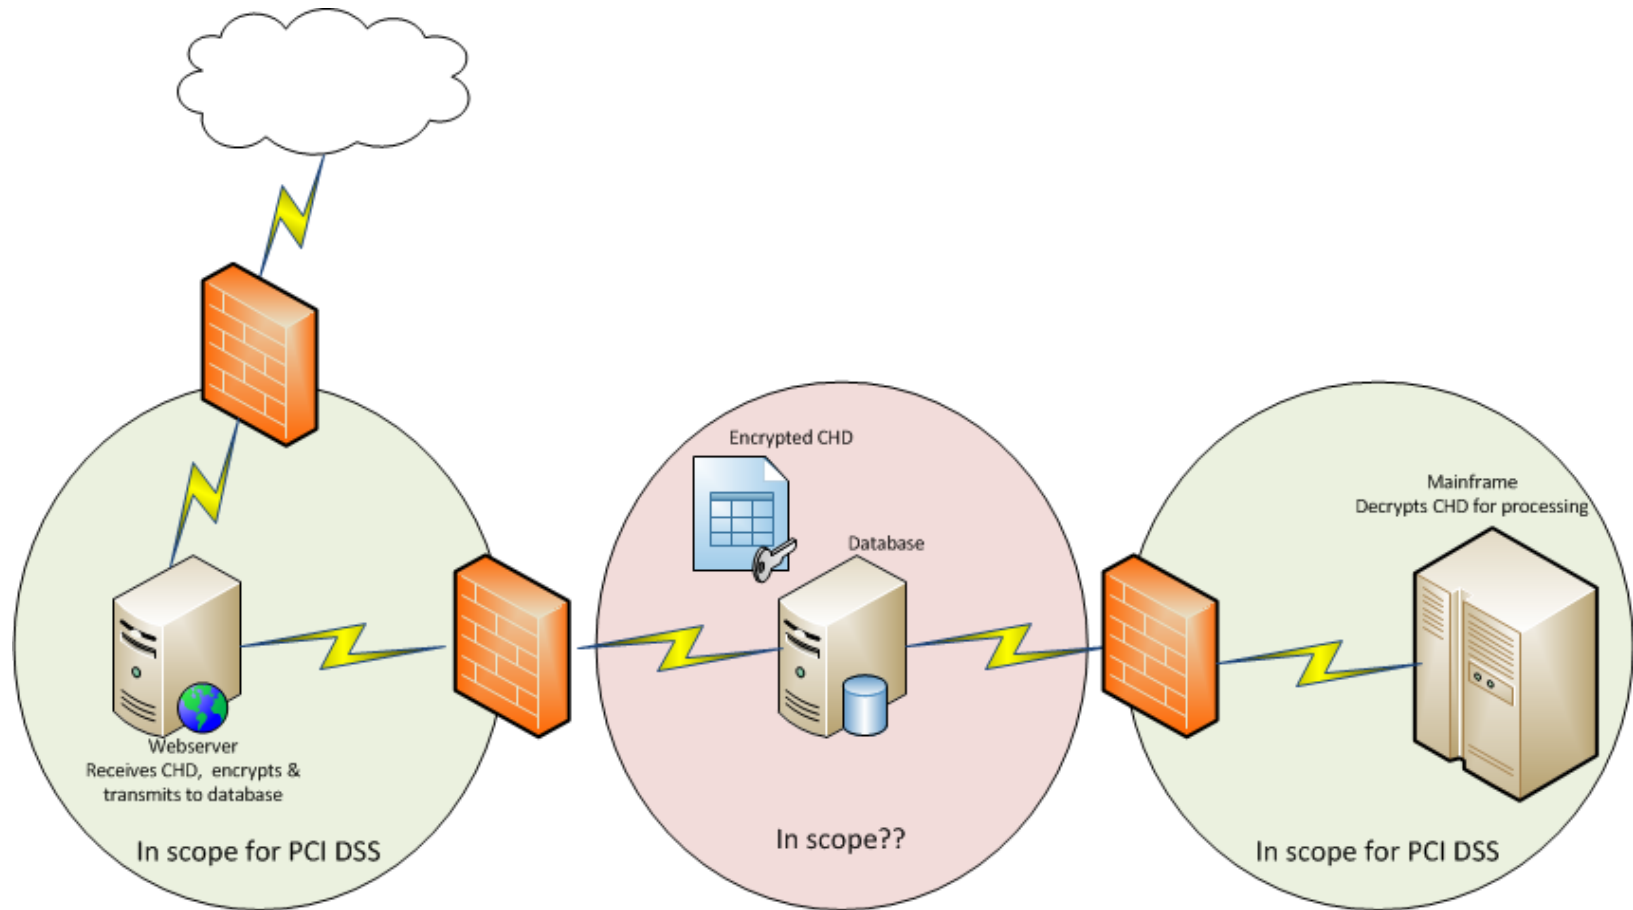 Encrypted CHD
Database
Mainframe
Decrypts CHD for processing
Webserver
Receives CHD, encrypts &
transmits to database
In scope for PCI DSS
In scope??
In scope for PCI DSS